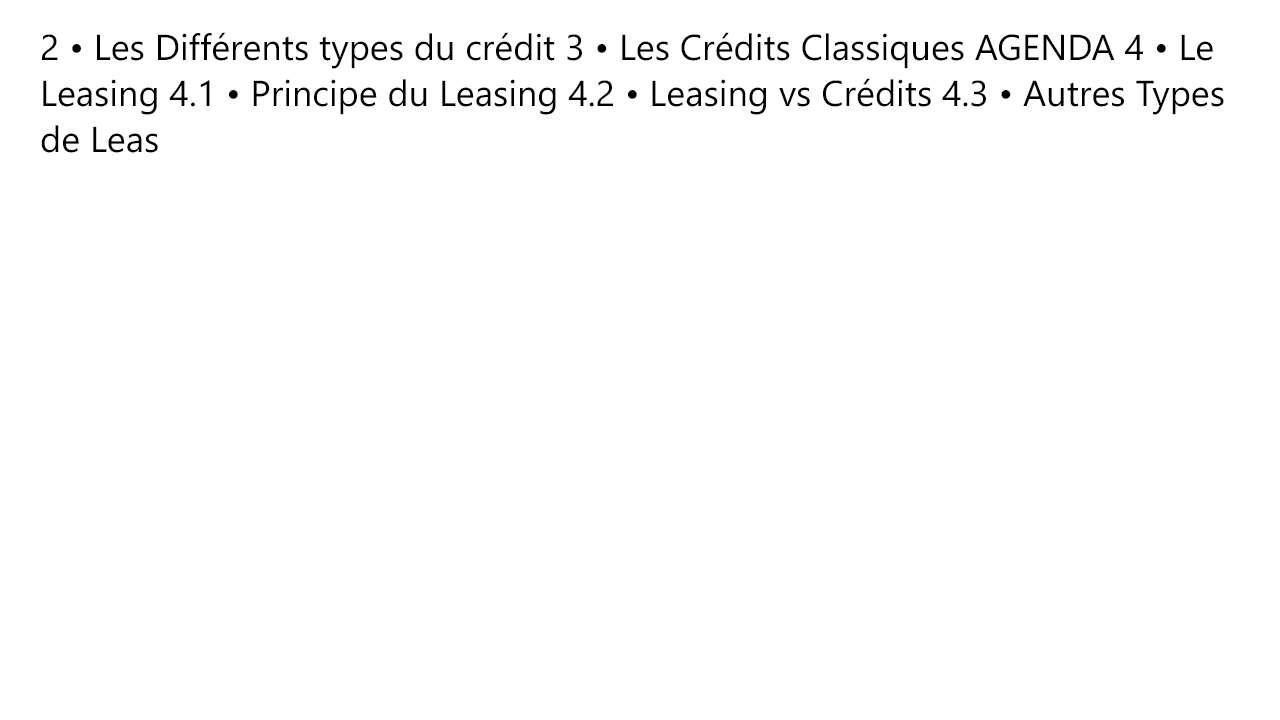 2 • Les Différents types du crédit 3 • Les Crédits Classiques AGENDA 4 • Le
Leasing 4.1 • Principe du Leasing 4.2 • Leasing vs Crédits 4.3 • Autres Types
de Leas